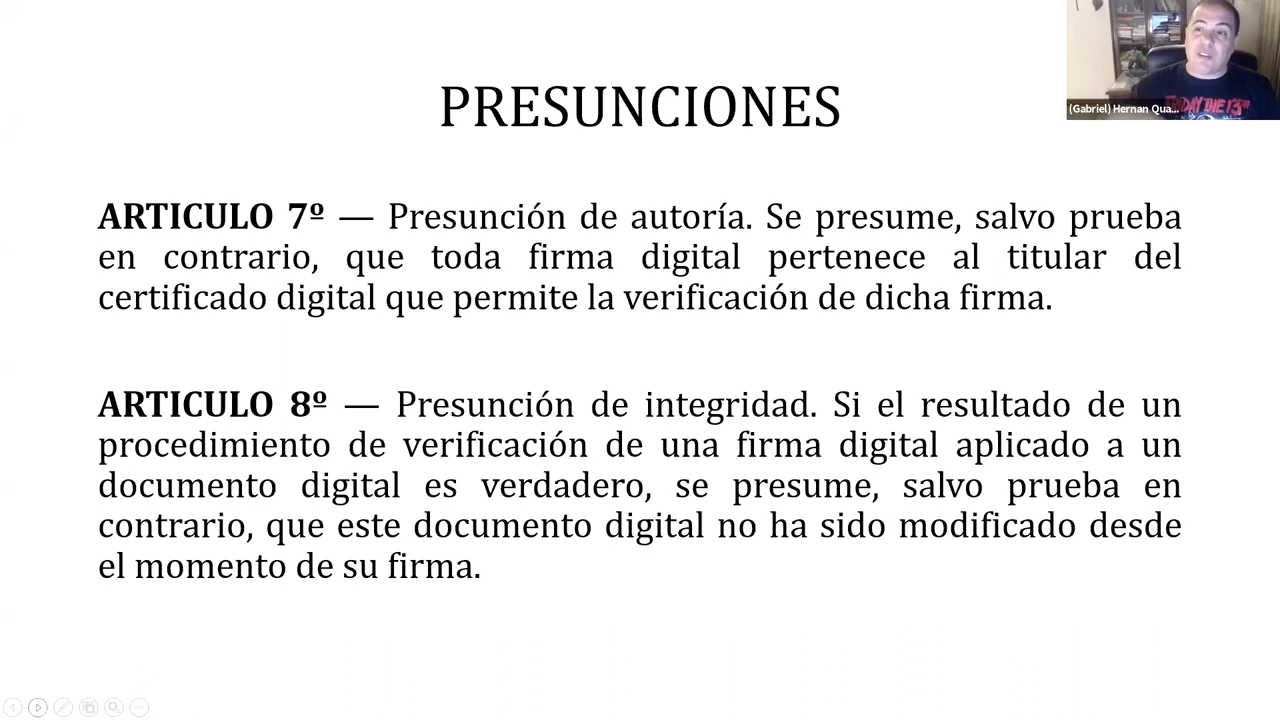 PRESUNCIONES
(Gabriel) Hernan Qua...
ARTICULO 7º — Presunción de autoría. Se presume, salvo prueba
en contrario, que toda firma digital pertenece al titular del
certificado digital que permite la verificación de dicha firma.
ARTICULO 8º — Presunción de integridad. Si el resultado de un
procedimiento de verificación de una firma digital aplicado a un
documento digital es verdadero, se presume, salvo prueba en
contrario, que este documento digital no ha sido modificado desde
el momento de su firma.